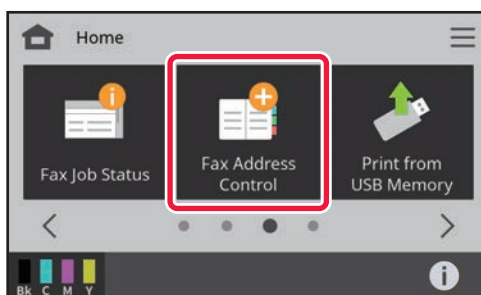 Home
Fax Job Status
Fax Address
Control
Print from
USB Memory
Bk C M Y